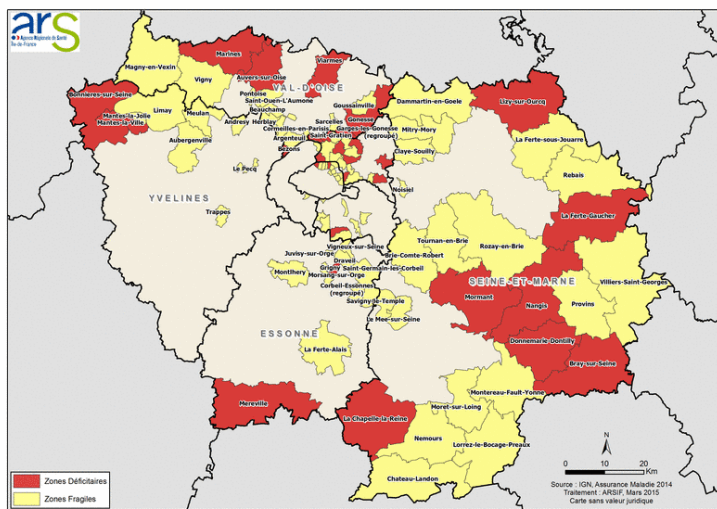 ars
Agence Régionale de Santé
Ile-de-France
Magny-en-Vexin
Marines
Viarmes
Vigny
Auvers-sur-Oise
VAL-D'OISE
Bonnieres-sur-Seine
Pontoise
Saint-Ouen-L'Aumone
Beauchamp
Goussainville
Dammartin-en-Goele
Lizy-sur-Ourcq
Mantes-la-Jolie
Mantes-la-Ville
Limay
Meulan
Andresy
Herblay
Cormeilles-en-Parisis
Sarcelles
Gonesse
Garges-les-Gonesse
(regroupé)
Saint-Gratien
Argenteuil
Bezons
Mitry-Mory
Claye-Souilly
La Ferte-sous-Jouarre
Aubergenville
Rebais
Le Pecq
Noisiel
YVELINES
Trappes
La Ferte-Gaucher
Tournan-en-Brie
Rozay-en-Brie
Vigneux-sur-Seine
Brie-Comte-Robert
Juvisy-sur-Orge
Draveil
Grigny
Saint-Germain-les-Corbeil
Montlhery
Morsang-sur-Orge
Corbeil-Essonnes
(regroupé)
Savigny-le-Temple
Le Mee-sur-Seine
SEINE-ET-MARNE
Villiers-Saint-Georges
Mormant
Nangis
Provins
ESSONNE
La Ferte-Alais
Donnemarie-Dontilly
Bray-sur-Seine
Montereau-Fault-Yonne
Mereville
La Chapelle-la-Reine
Moret-sur-Loing
Nemours
Lorrez-le-Bocage-Preaux
Chateau-Landon
N
0
10
20
Km
Zones Déficitaires
Zones Fragiles
Source : IGN, Assurance Maladie 2014
Traitement : ARSIF, Mars 2015
Carte sans valeur juridique